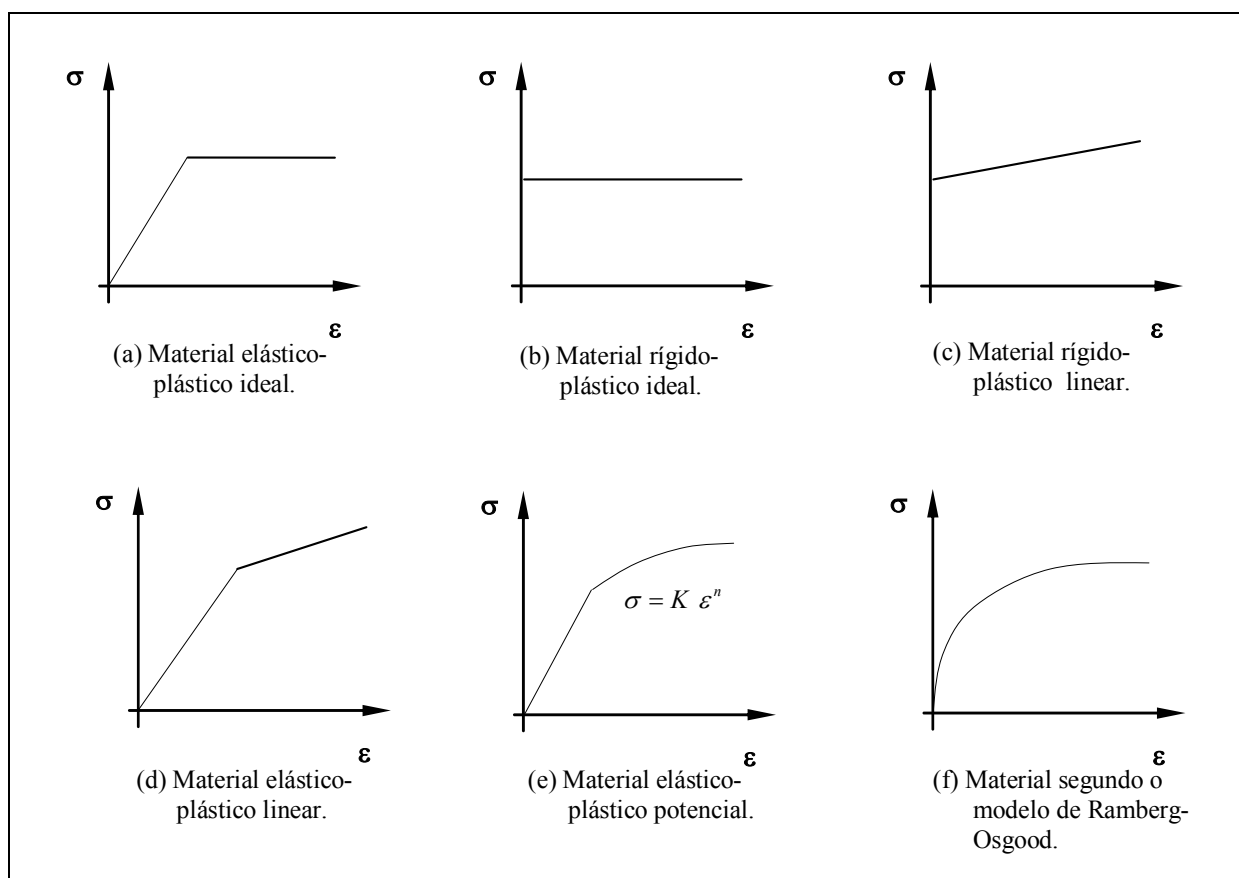 σ
ε
(a) Material elástico-
plástico ideal.
σ
ε
(b) Material rígido-
plástico ideal.
σ
ε
(c) Material rígido-
plástico linear.
σ
ε
(d) Material elástico-
plástico linear.
σ
σ = K ε^n
ε
(e) Material elástico-
plástico potencial.
σ
ε
(f) Material segundo o
modelo de Ramberg-
Osgood.